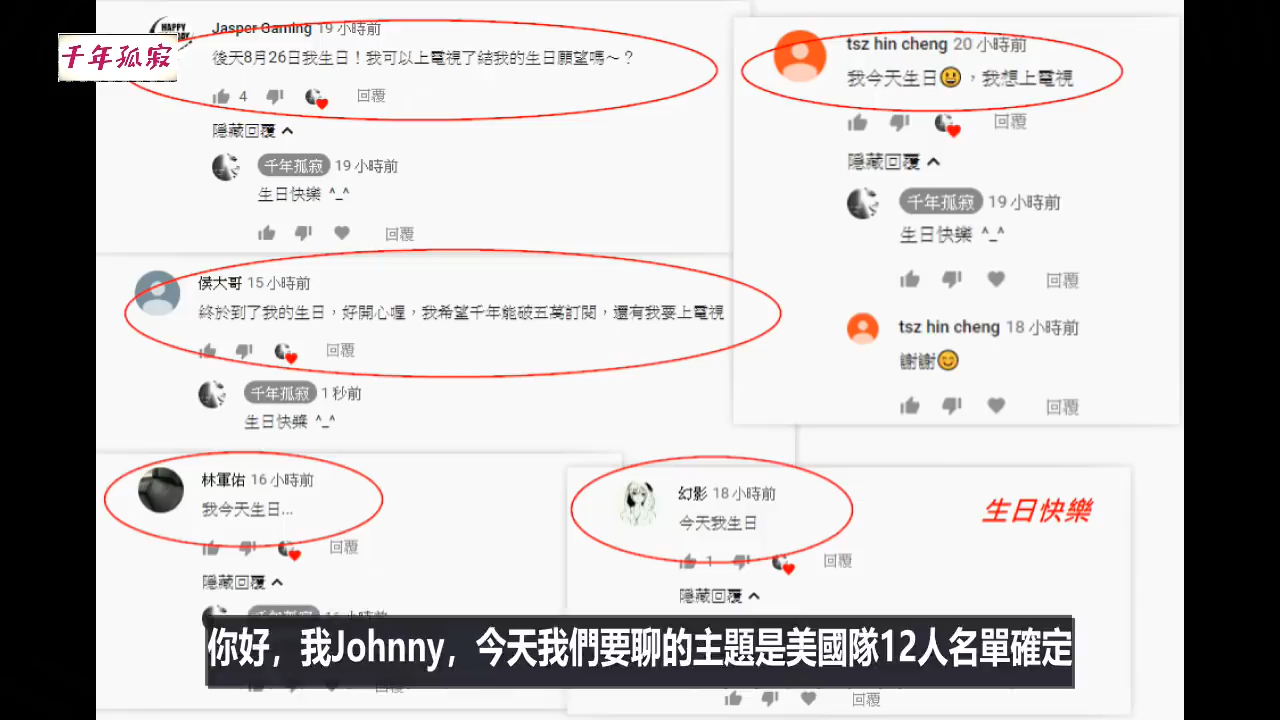 千年孤寂
HAPPY
Jasper Gaming 19 小時前
後天8月26日我生日！我可以上電視了結我的生日願望嗎～？
4 回覆
隱藏回覆
千年孤寂 19 小時前
生日快樂 ^_^
回覆
侯大哥 15 小時前
終於到了我的生日，好開心喔，我希望千年能破五萬訂閱，還有我要上電視
回覆
千年孤寂 1 秒前
生日快樂 ^_^
林軍佑 16 小時前
我今天生日...
回覆
隱藏回覆
千年孤寂
小時前
回覆
tsz hin cheng 20 小時前
我今天生日😃，我想上電視
回覆
隱藏回覆
千年孤寂 19 小時前
生日快樂 ^_^
回覆
tsz hin cheng 18 小時前
謝謝😊
回覆
幻影 18 小時前
今天我生日
1 回覆
隱藏回覆
回覆
生日快樂
你好，我Johnny，今天我們要聊的主題是美國隊12人名單確定